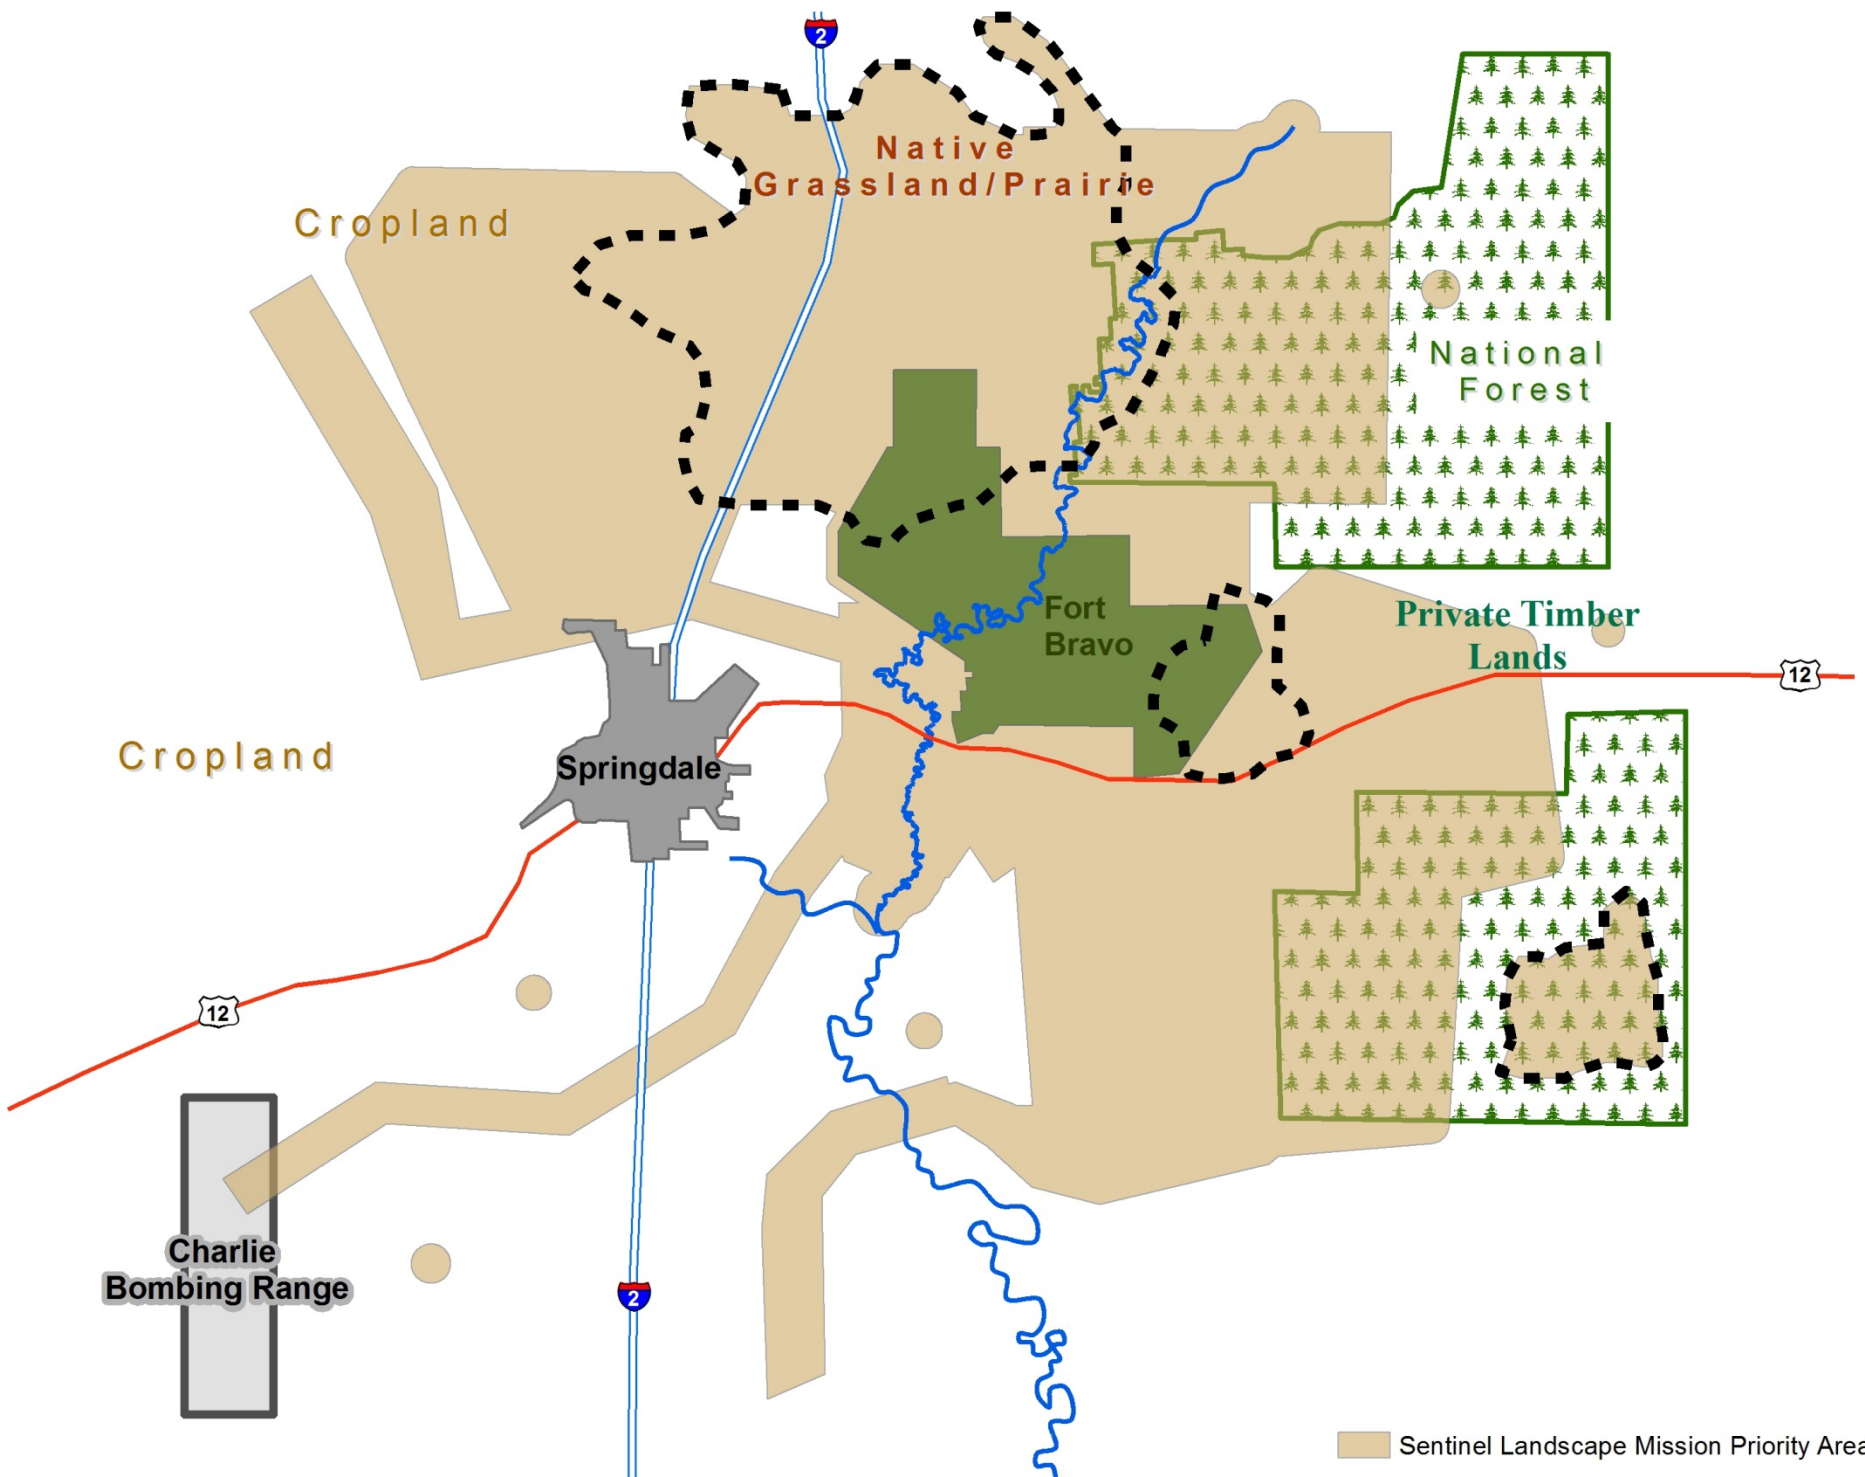 2
Native
Grassland/Prairie
Cropland
National
Forest
Fort
Bravo
Private Timber
Lands
12
Cropland
Springdale
12
Charlie
Bombing Range
2
Sentinel Landscape Mission Priority Area